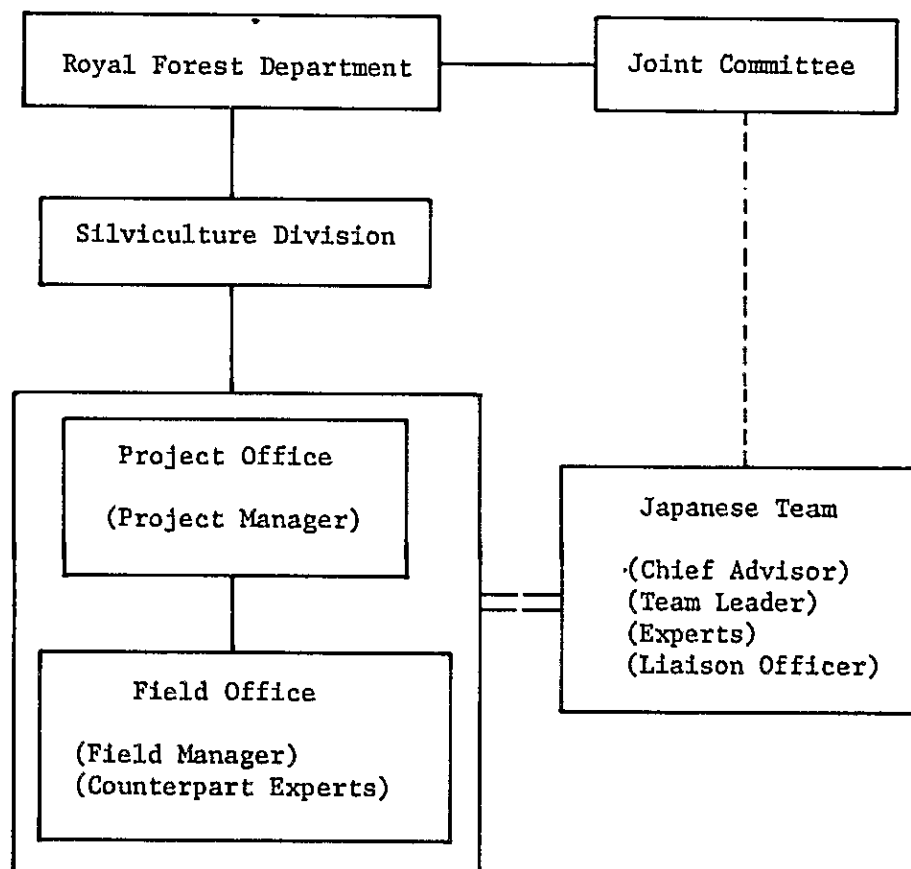 Royal Forest Department
Joint Committee
Silviculture Division
Project Office
(Project Manager)
Japanese Team
(Chief Advisor)
(Team Leader)
(Experts)
(Liaison Officer)
Field Office
(Field Manager)
(Counterpart Experts)